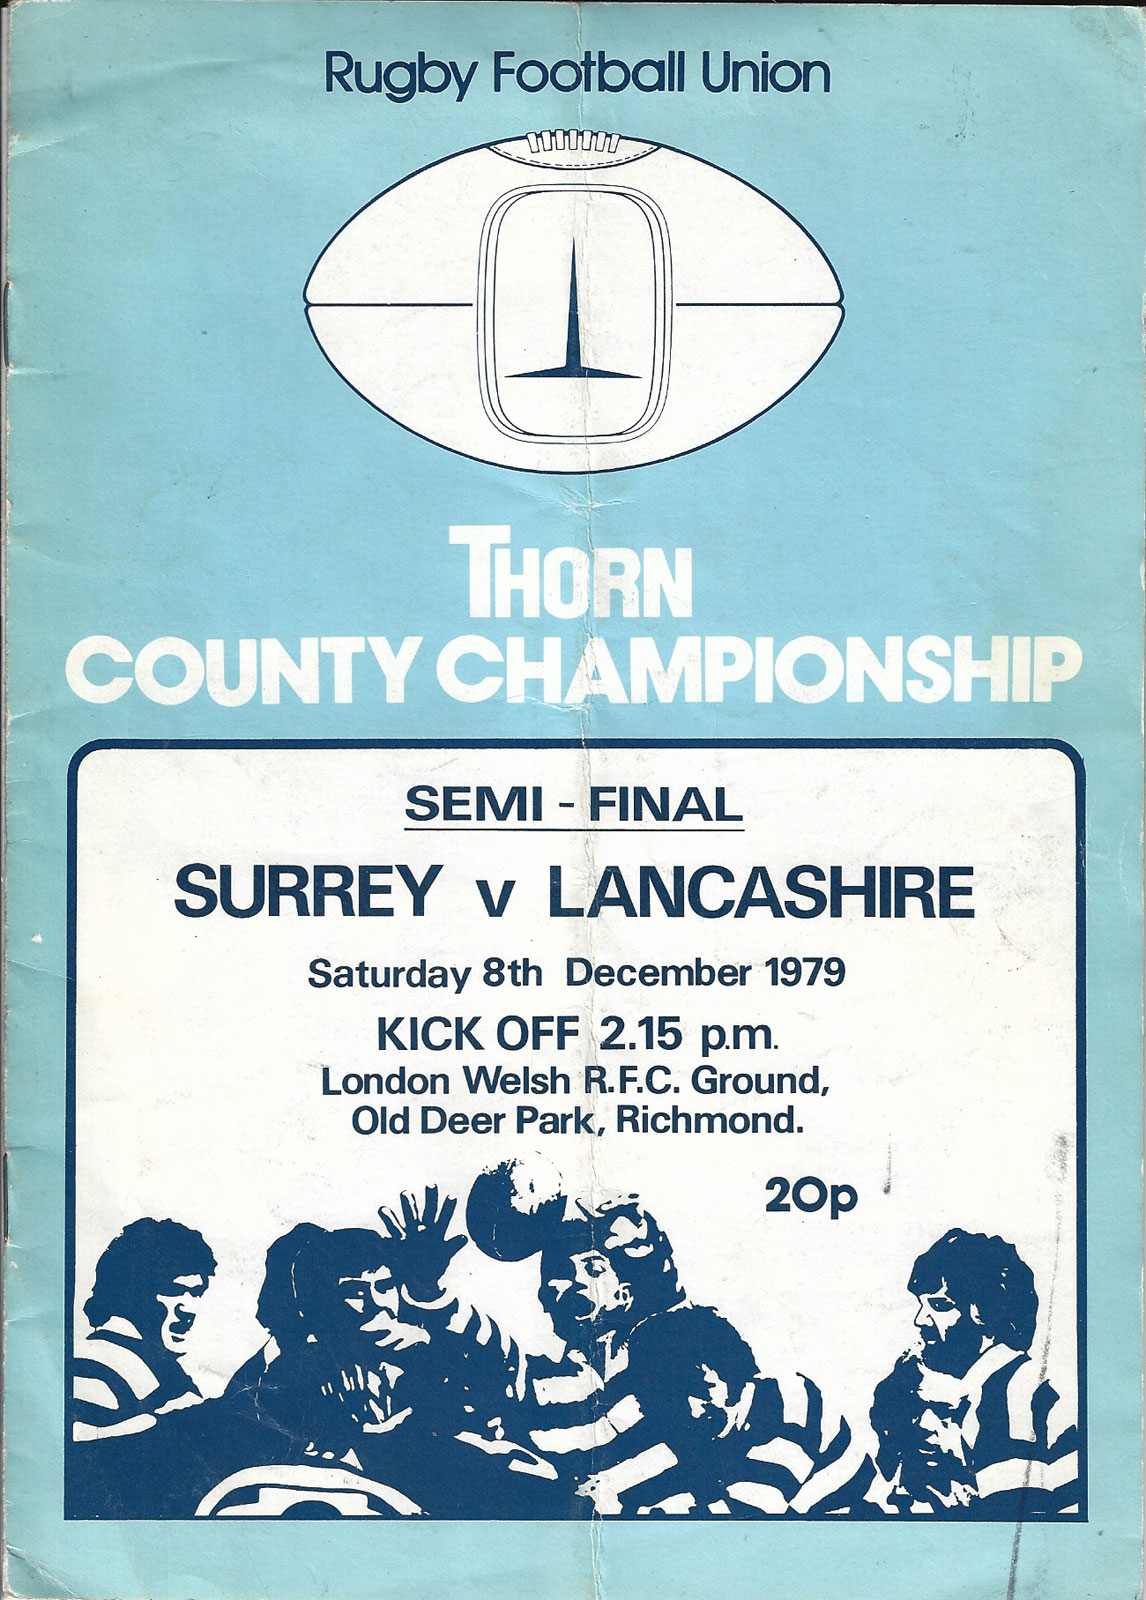 Rugby Football Union
THORN
COUNTY CHAMPIONSHIP
SEMI - FINAL
SURREY v LANCASHIRE
Saturday 8th December 1979
KICK OFF 2.15 p.m.
London Welsh R.F.C. Ground,
Old Deer Park, Richmond.
20p